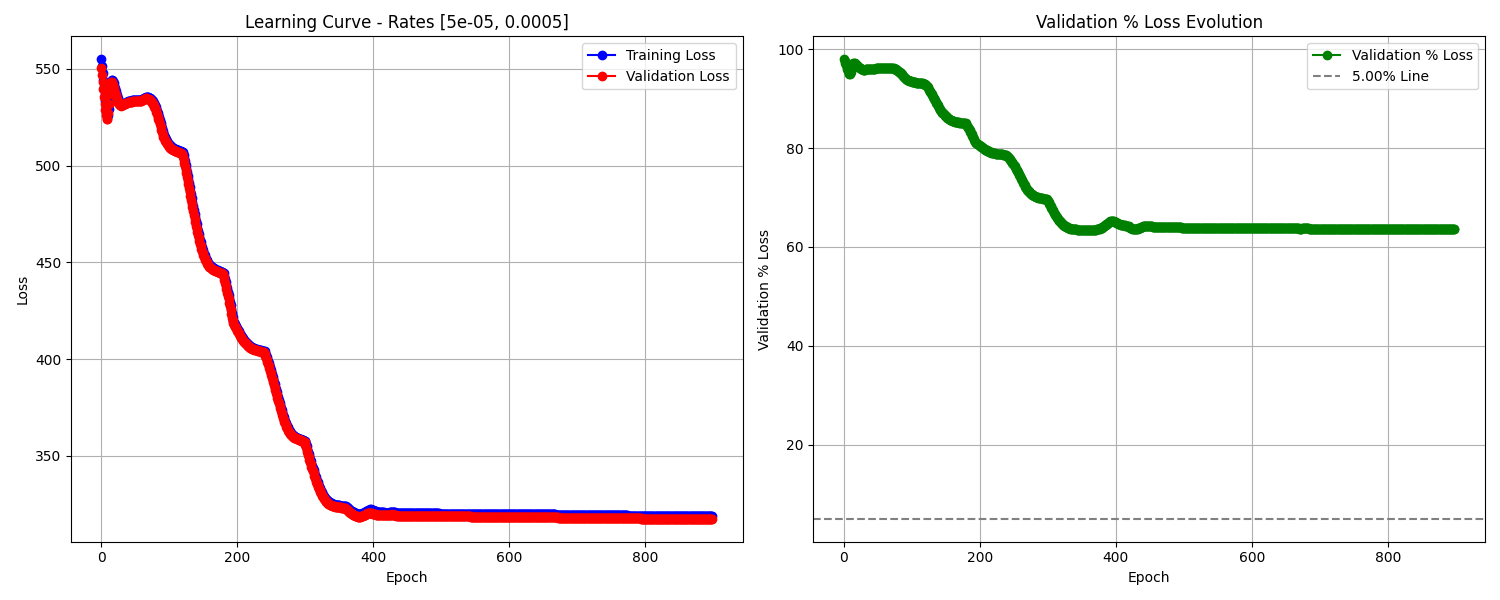 Learning Curve - Rates [5e-05, 0.0005]
Training Loss
Validation Loss
550
500
450
400
350
Loss
0
200
400
600
800
Epoch
Validation % Loss Evolution
Validation % Loss
5.00% Line
100
80
60
40
20
Validation % Loss
0
200
400
600
800
Epoch